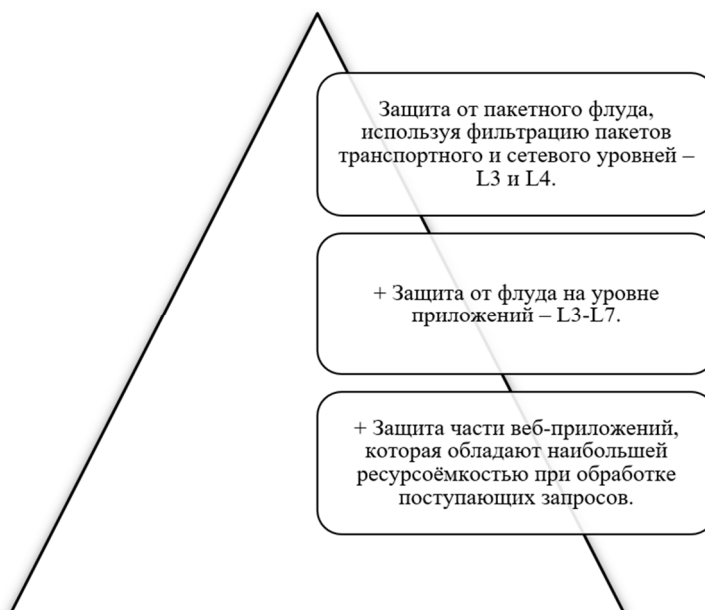 Защита от пакетного флуда,
используя фильтрацию пакетов
транспортного и сетевого уровней –
L3 и L4.
+ Защита от флуда на уровне
приложений – L3-L7.
+ Защита части веб-приложений,
которая обладают наибольшей
ресурсоёмкостью при обработке
поступающих запросов.